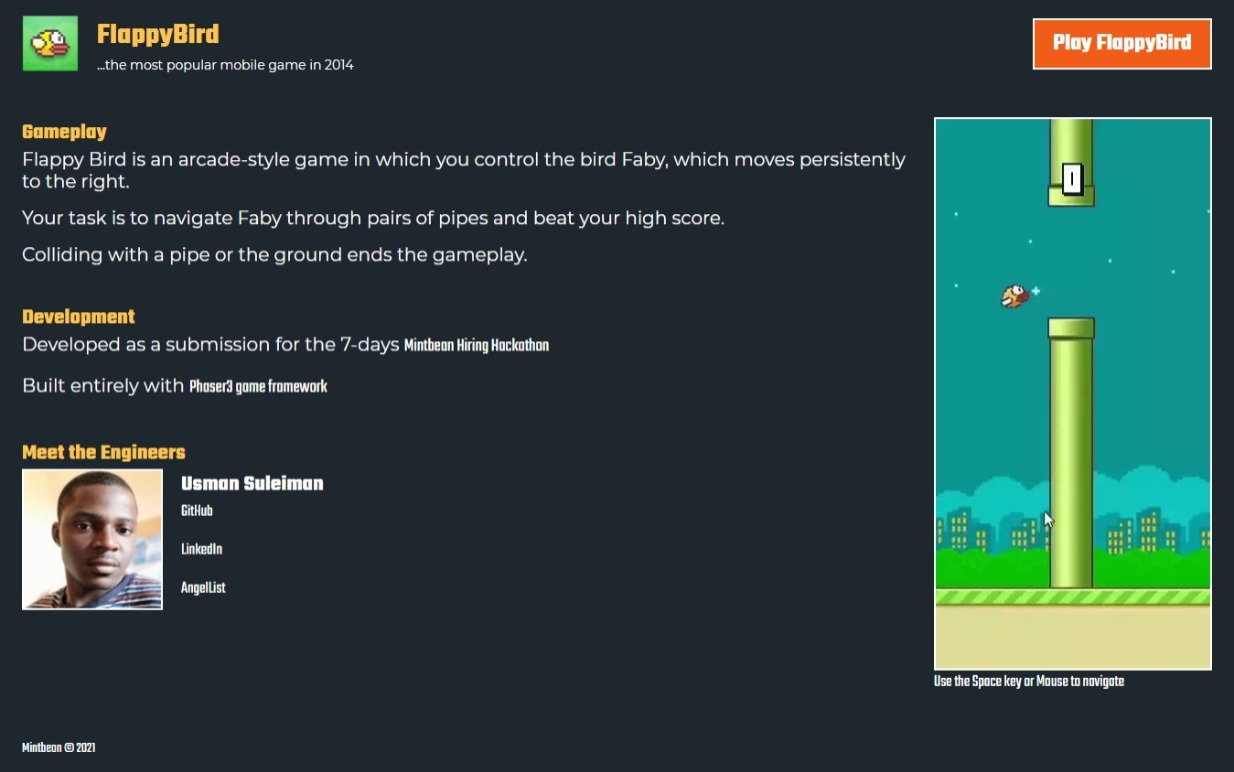 FlappyBird
...the most popular mobile game in 2014
Play FlappyBird
Gameplay
Flappy Bird is an arcade-style game in which you control the bird Faby, which moves persistently
to the right.
Your task is to navigate Faby through pairs of pipes and beat your high score.
Colliding with a pipe or the ground ends the gameplay.
Development
Developed as a submission for the 7-days Mintbean Hiring Hackathon
Built entirely with Phaser3 game framework
Meet the Engineers
Usman Suleiman
GitHub
LinkedIn
AngelList
1
Use the Space key or Mouse to navigate
Mintbean © 2021